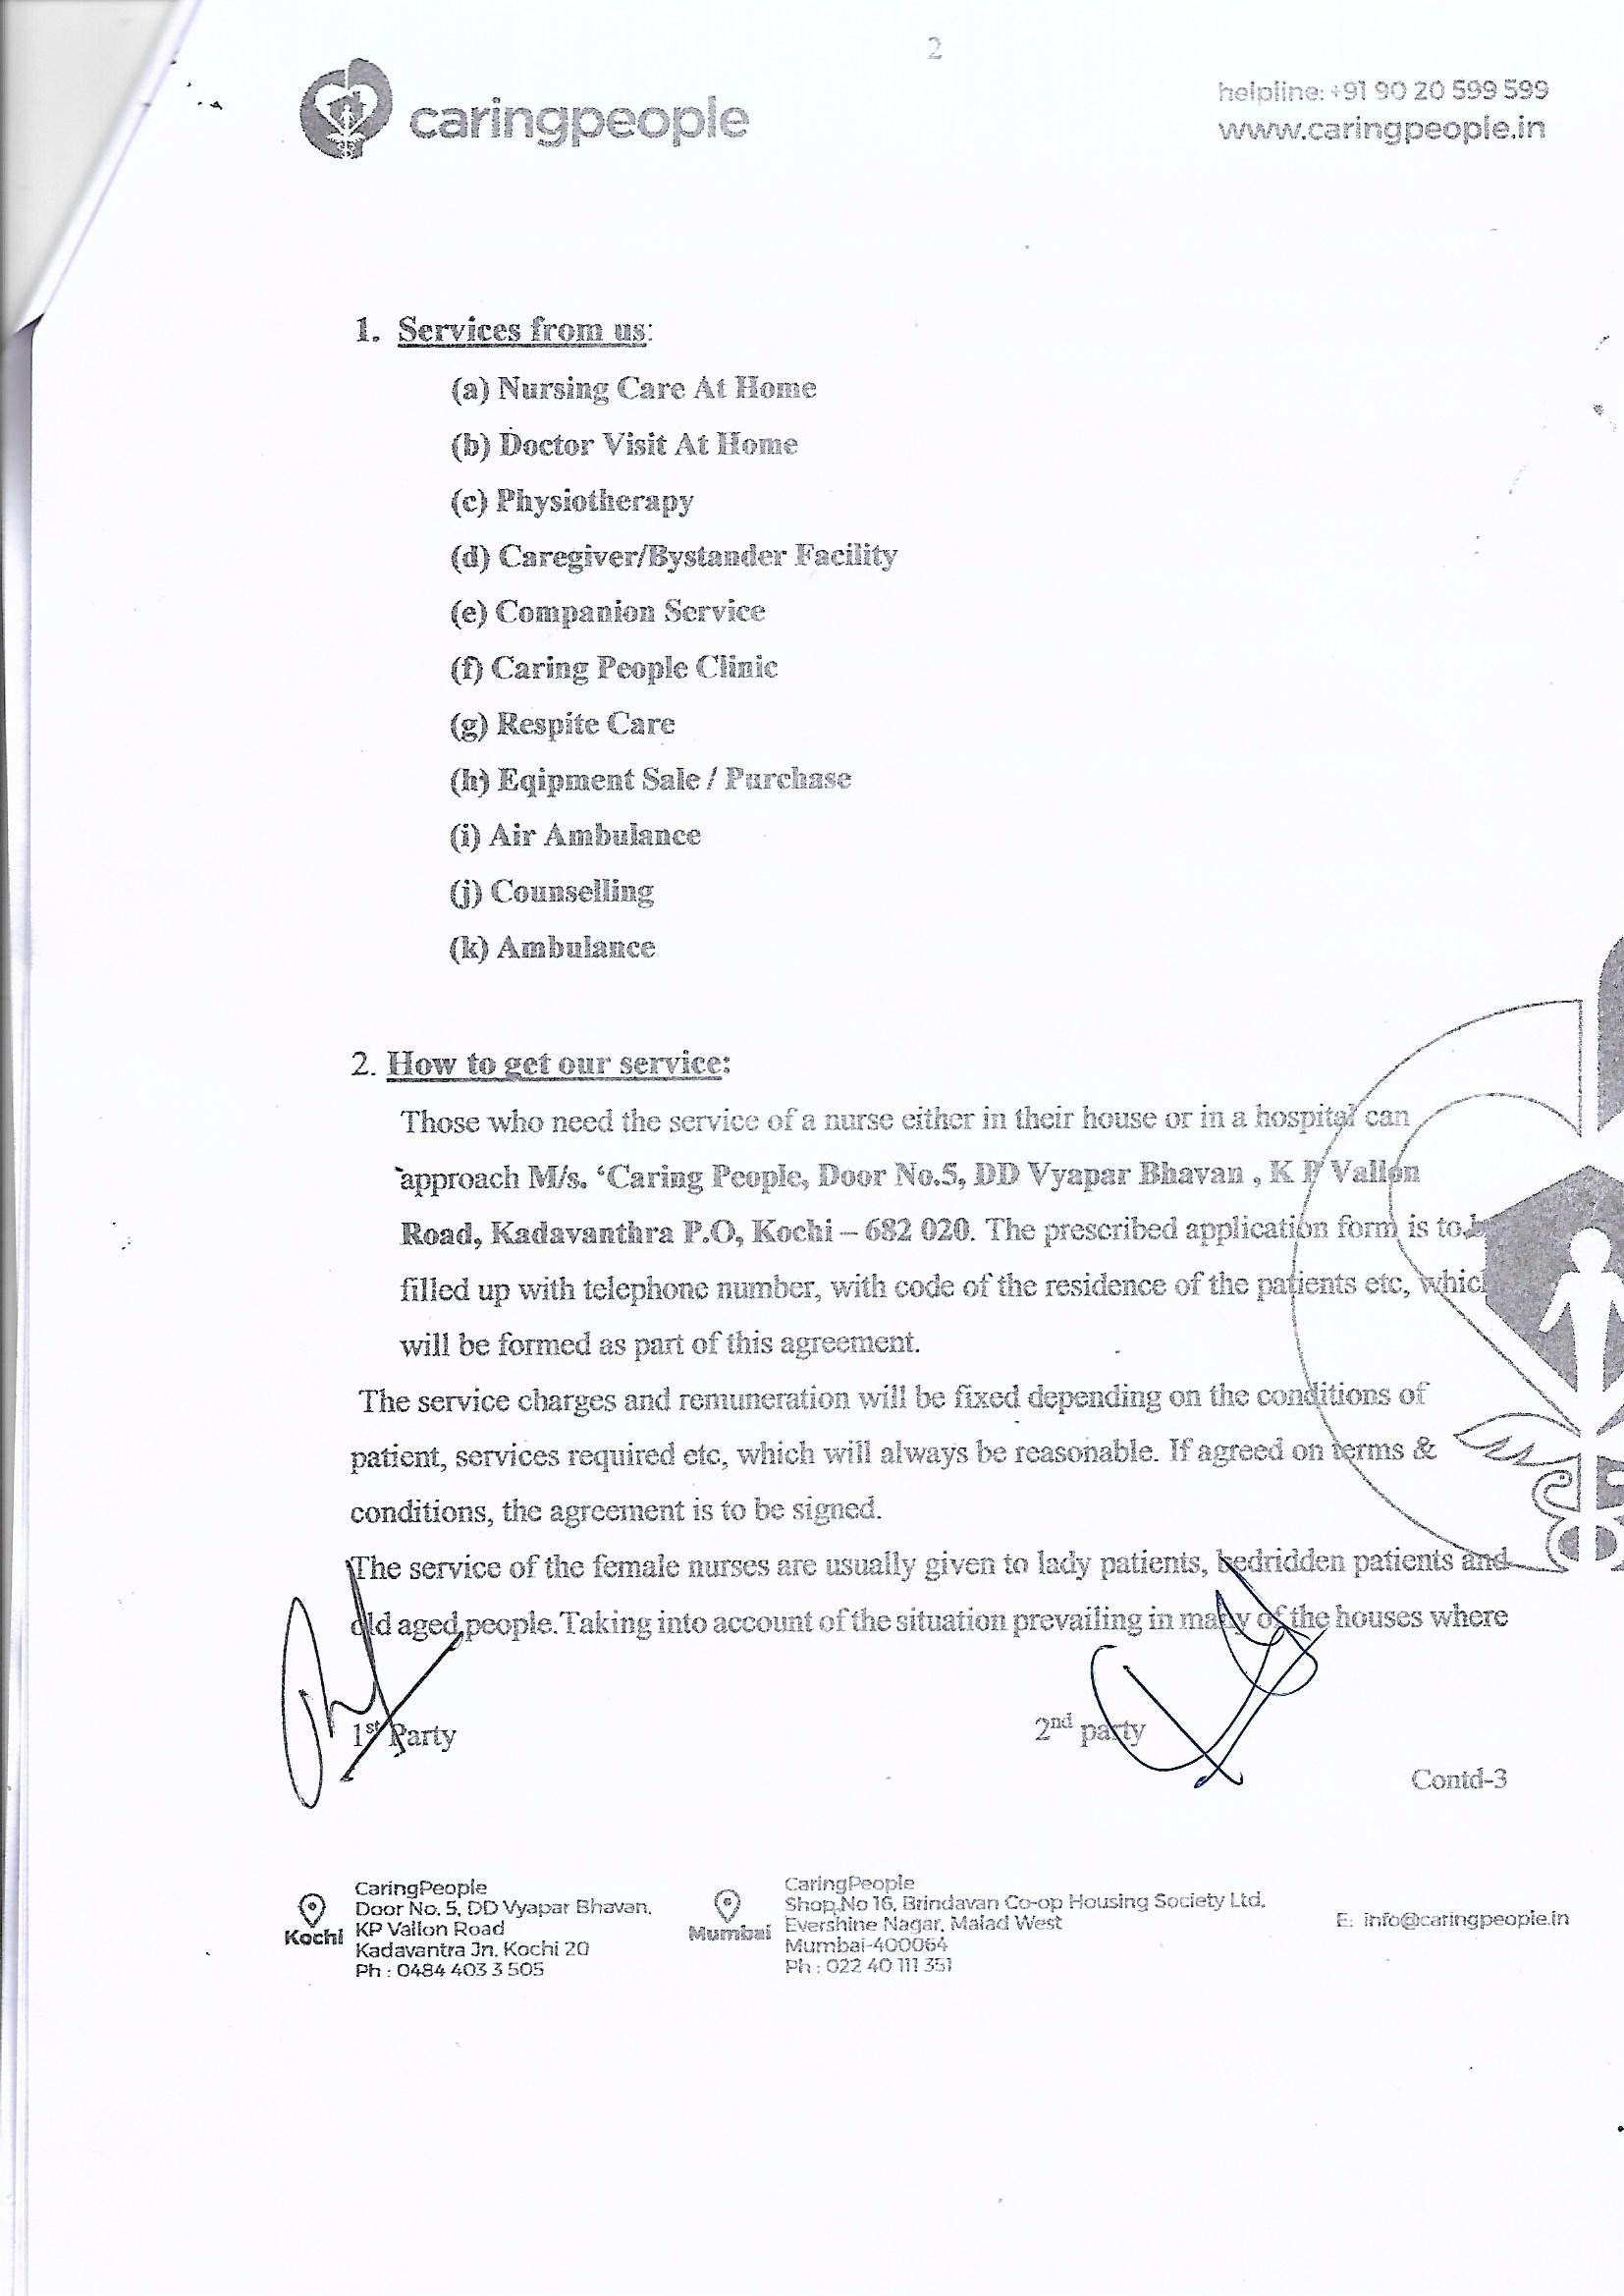 2
caringpeople
helpline: +91 90 20 599 599
www.caringpeople.in
1. Services from us:
(a) Nursing Care At Home
(b) Doctor Visit At Home
(c) Physiotherapy
(d) Caregiver/Bystander Facility
(e) Companion Service
(f) Caring People Clinic
(g) Respite Care
(h) Eqipment Sale / Purchase
(i) Air Ambulance
(j) Counselling
(k) Ambulance
2. How to get our service:
Those who need the service of a nurse either in their house or in a hospital can
approach M/s. ‘Caring People, Door No.5, DD Vyapar Bhavan , K P Vallon
Road, Kadavanthra P.O, Kochi – 682 020. The prescribed application form is to
filled up with telephone number, with code of the residence of the patients etc,
will be formed as part of this agreement.
The service charges and remuneration will be fixed depending on the conditions of
patient, services required etc, which will always be reasonable. If agreed on terms &
conditions, the agreement is to be signed.
The service of the female nurses are usually given to lady patients, bedridden patients and
old aged people. Taking into account of the situation prevailing in many of the houses where
1st Party
2nd party
Contd-3
Kochi
CaringPeople
Door No. 5, DD Vyapar Bhavan,
KP Vallon Road
Kadavantra Jn. Kochi 20
Ph : 0484 403 3 505
Mumbai
CaringPeople
Shop.No 16, Brindavan Co-op Housing Society Ltd.
Evershine Nagar, Malad West
Mumbai-400064
Ph : 022 40 111 351
E: info@caringpeople.in